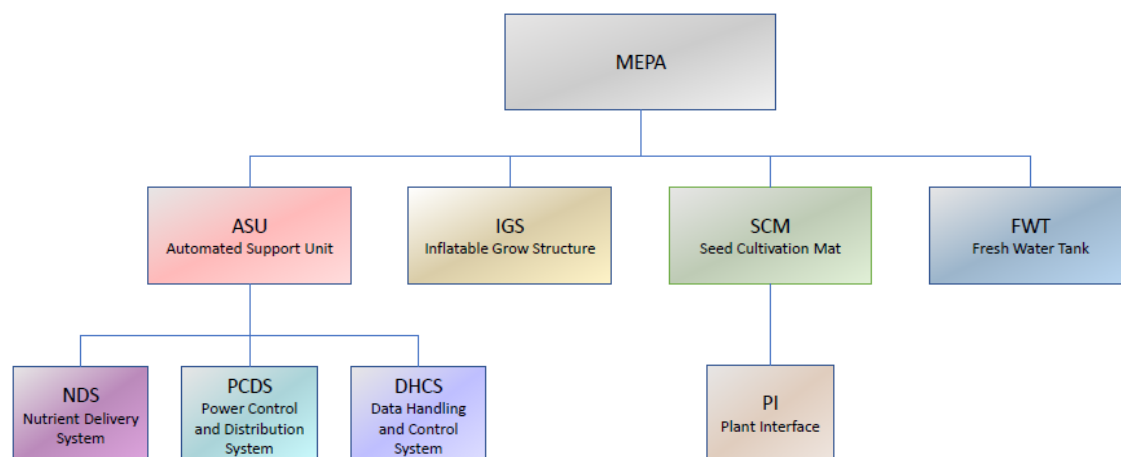 MEPA
ASU
Automated Support Unit
IGS
Inflatable Grow Structure
SCM
Seed Cultivation Mat
FWT
Fresh Water Tank
NDS
Nutrient Delivery
System
PCDS
Power Control
and Distribution
System
DHCS
Data Handling
and Control
System
PI
Plant Interface